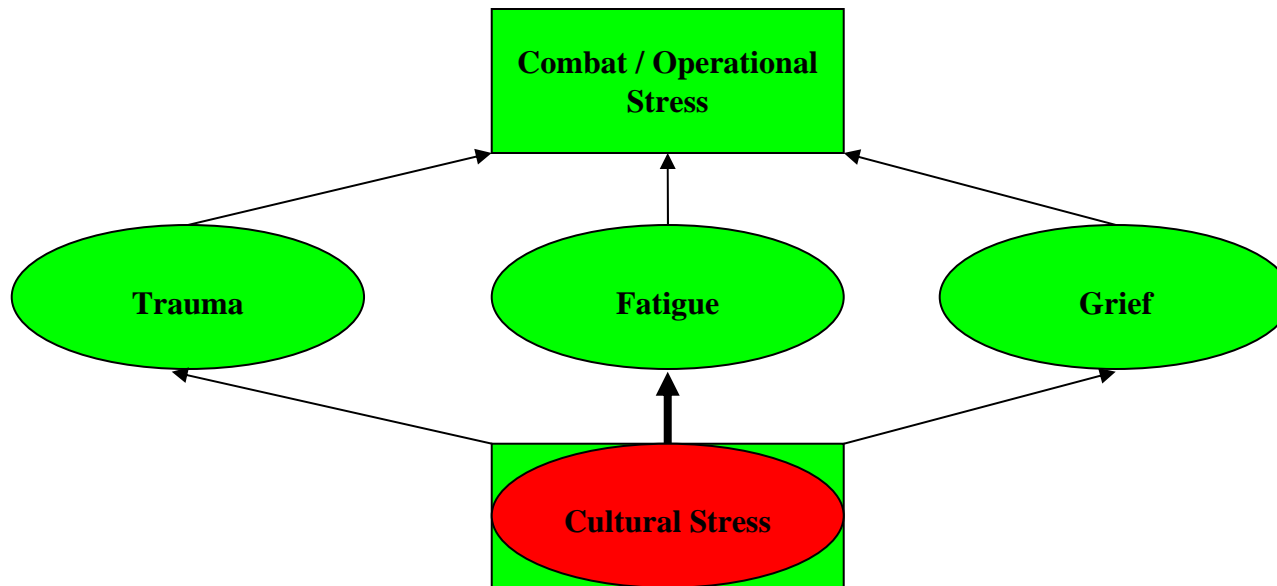 Combat / Operational
Stress
Trauma
Fatigue
Grief
Cultural Stress